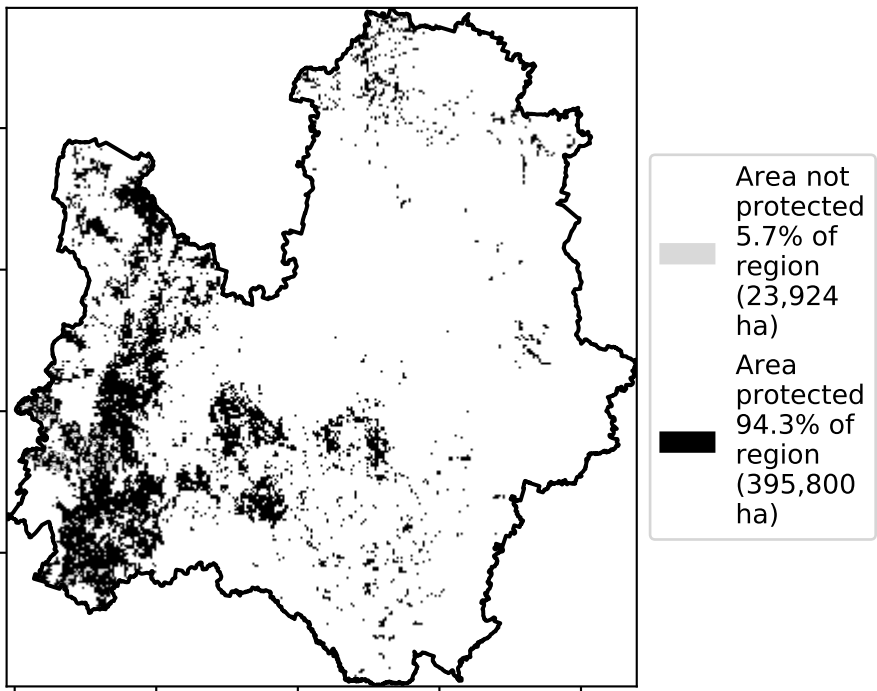 Area not
protected
5.7% of
region
(23,924
ha)
Area
protected
94.3% of
region
(395,800
ha)